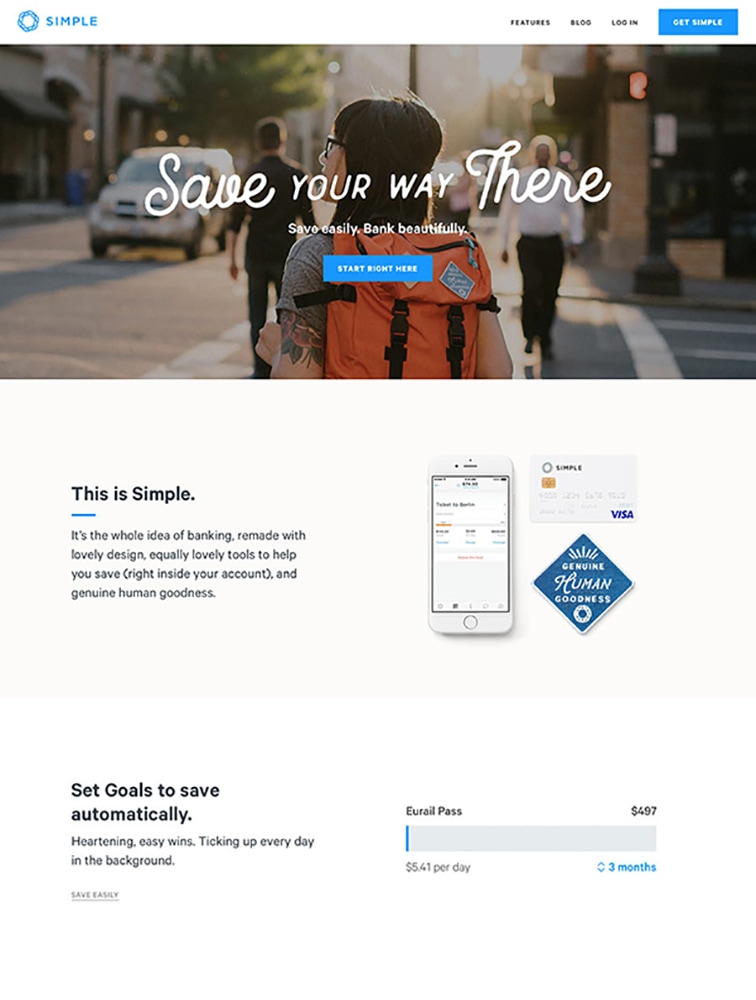 SIMPLE
FEATURES BLOG LOG IN GET SIMPLE
Save YOUR WAY There
Save easily. Bank beautifully.
START RIGHT HERE
This is Simple.
It's the whole idea of banking, remade with
lovely design, equally lovely tools to help
you save (right inside your account), and
genuine human goodness.
Ticket to Berlin
SIMPLE
VISA
GENUINE
HUMAN
GOODNESS
Set Goals to save
automatically.
Heartening, easy wins. Ticking up every day
in the background.
SAVE EASILY
Eurail Pass $497
$5.41 per day 3 months